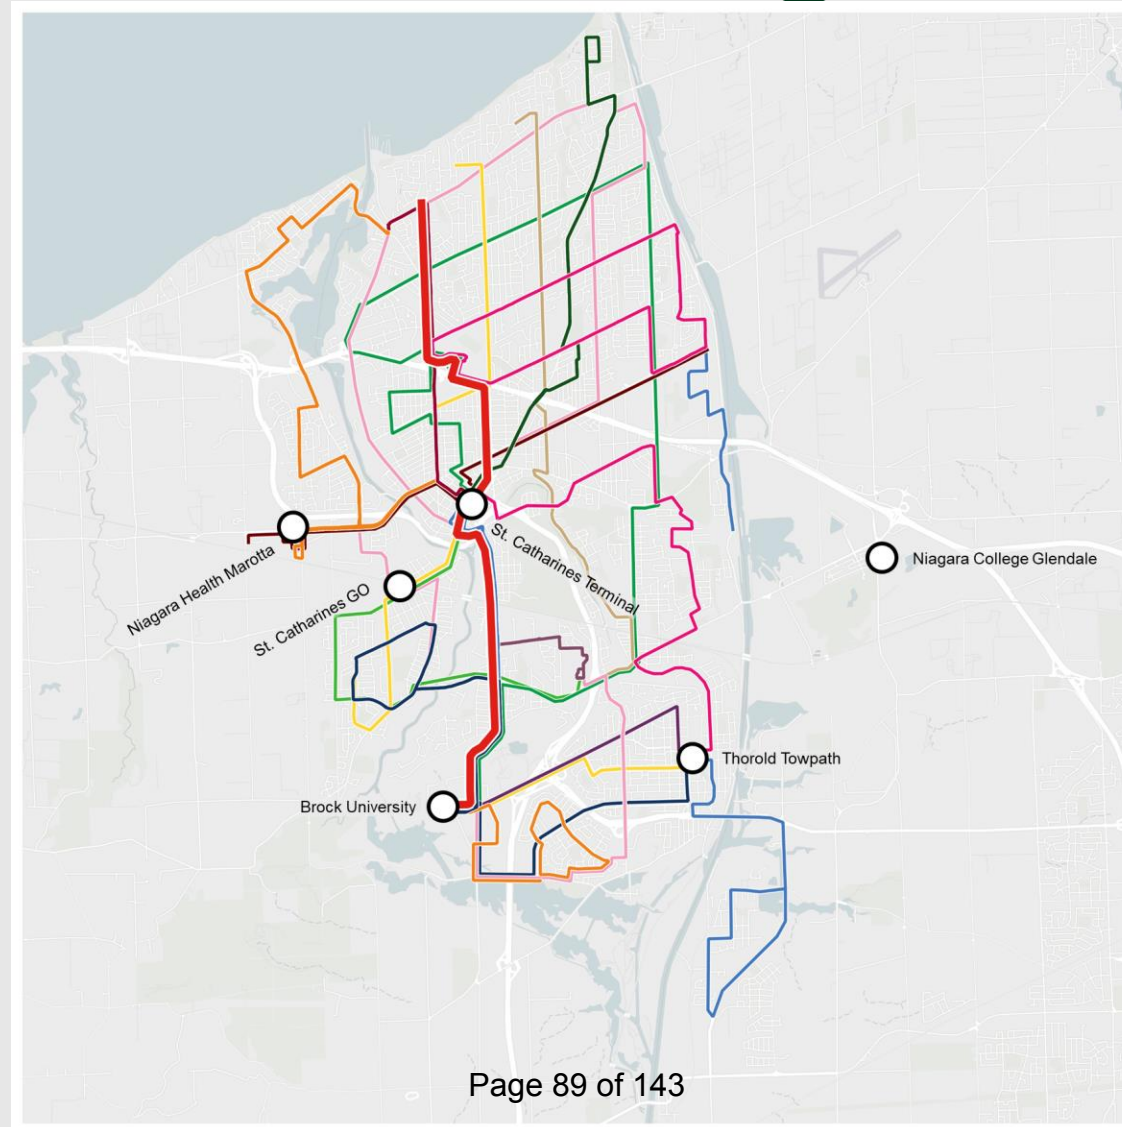 St. Catharines Terminal
Niagara Health Marotta
Niagara College Glendale
St. Catharines GO
Thorold Towpath
Brock University
Page 89 of 143